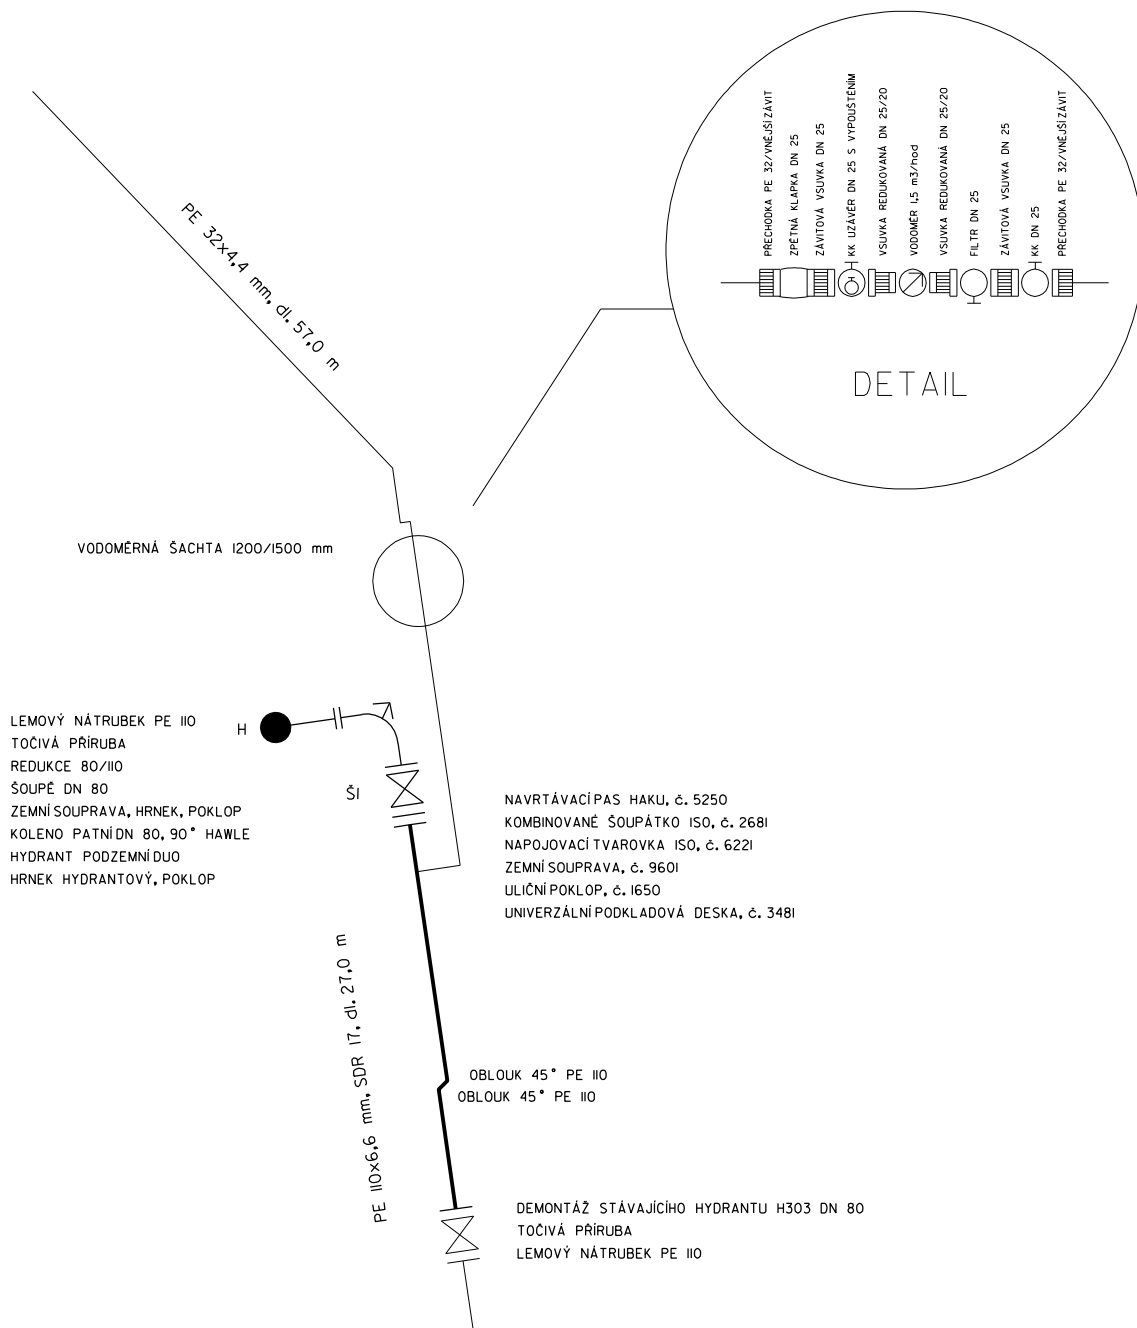 PŘECHODKA PE 32/VNĚJŠÍ ZÁVIT
ZPĚTNÁ KLAPKA DN 25
ZÁVITOVÁ VSUVKA DN 25
KK UZÁVĚR DN 25 S VYPOUŠTĚNÍM
VSUVKA REDUKOVANÁ DN 25/20
VODOMĚR 1,5 m3/hod
VSUVKA REDUKOVANÁ DN 25/20
FILTR DN 25
ZÁVITOVÁ VSUVKA DN 25
KK DN 25
PŘECHODKA PE 32/VNĚJŠÍ ZÁVIT
DETAIL
PE 32x4,4 mm, dl. 57,0 m
VODOMĚRNÁ ŠACHTA 1200/1500 mm
LEMOVÝ NÁTRUBEK PE 110
TOČIVÁ PŘÍRUBA
REDUKCE 80/110
ŠOUPĚ DN 80
ZEMNÍ SOUPRAVA, HRNEK, POKLOP
KOLENO PATNÍ DN 80, 90° HAWLE
HYDRANT PODZEMNÍ DUO
HRNEK HYDRANTOVÝ, POKLOP
H
Š1
NAVRTÁVACÍ PAS HAKU, č. 5250
KOMBINOVANÉ ŠOUPÁTKO ISO, č. 2681
NAPOJOVACÍ TVAROVKA ISO, č. 6221
ZEMNÍ SOUPRAVA, č. 9601
ULIČNÍ POKLOP, č. 1650
UNIVERZÁLNÍ PODKLADOVÁ DESKA, č. 3481
PE 110x6,6 mm, SDR 17, dl. 27,0 m
OBLOUK 45° PE 110
OBLOUK 45° PE 110
DEMONTÁŽ STÁVAJÍCÍHO HYDRANTU H303 DN 80
TOČIVÁ PŘÍRUBA
LEMOVÝ NÁTRUBEK PE 110